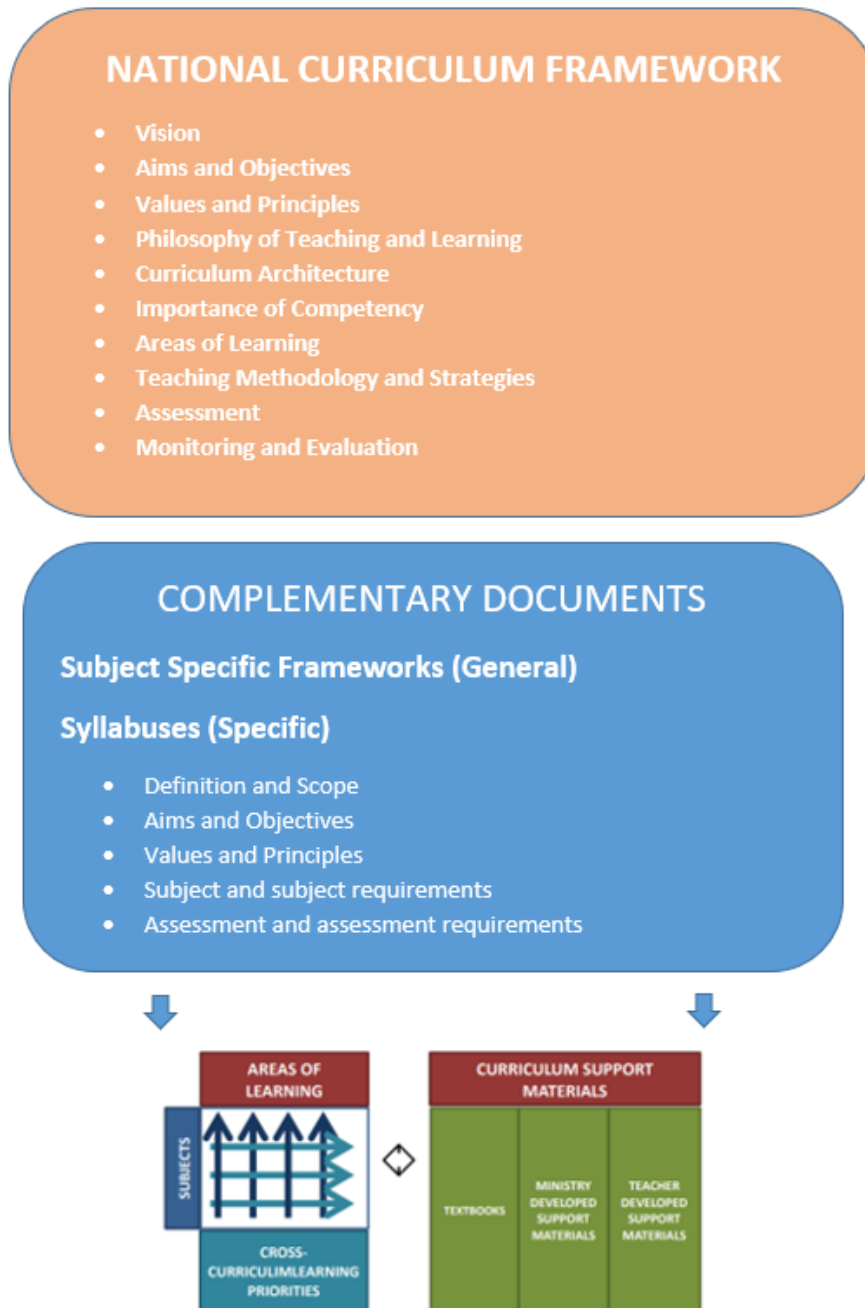 NATIONAL CURRICULUM FRAMEWORK
• Vision
• Aims and Objectives
• Values and Principles
• Philosophy of Teaching and Learning
• Curriculum Architecture
• Importance of Competency
• Areas of Learning
• Teaching Methodology and Strategies
• Assessment
• Monitoring and Evaluation
COMPLEMENTARY DOCUMENTS
Subject Specific Frameworks (General)
Syllabuses (Specific)
• Definition and Scope
• Aims and Objectives
• Values and Principles
• Subject and subject requirements
• Assessment and assessment requirements
AREAS OF
LEARNING
SUBJECTS
CROSS-
CURRICULIMLEARNING
PRIORITIES
CURRICULUM SUPPORT
MATERIALS
TEXTBOOKS
MINISTRY
DEVELOPED
SUPPORT
MATERIALS
TEACHER
DEVELOPED
SUPPORT
MATERIALS